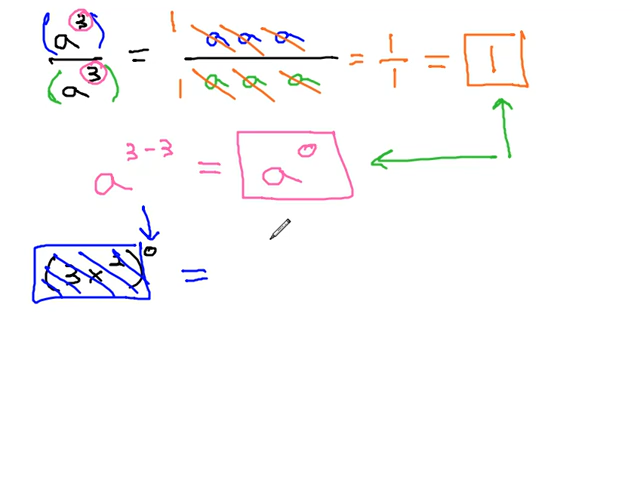 (a³)/(a³) = 1 a a a / 1 a a a = 1/1 = 1
a³⁻³ = a⁰
(3x²)⁰ =